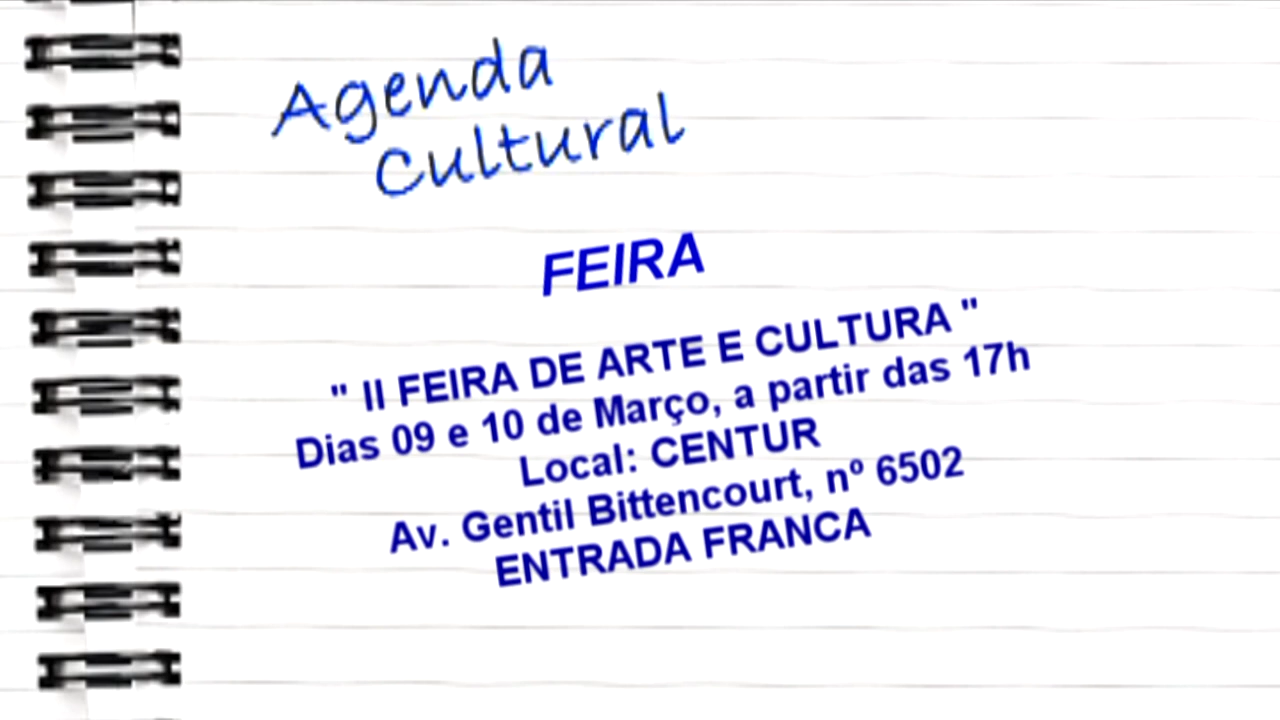 Agenda
Cultural
FEIRA
" II FEIRA DE ARTE E CULTURA "
Dias 09 e 10 de Março, a partir das 17h
Local: CENTUR
Av. Gentil Bittencourt, nº 6502
ENTRADA FRANCA